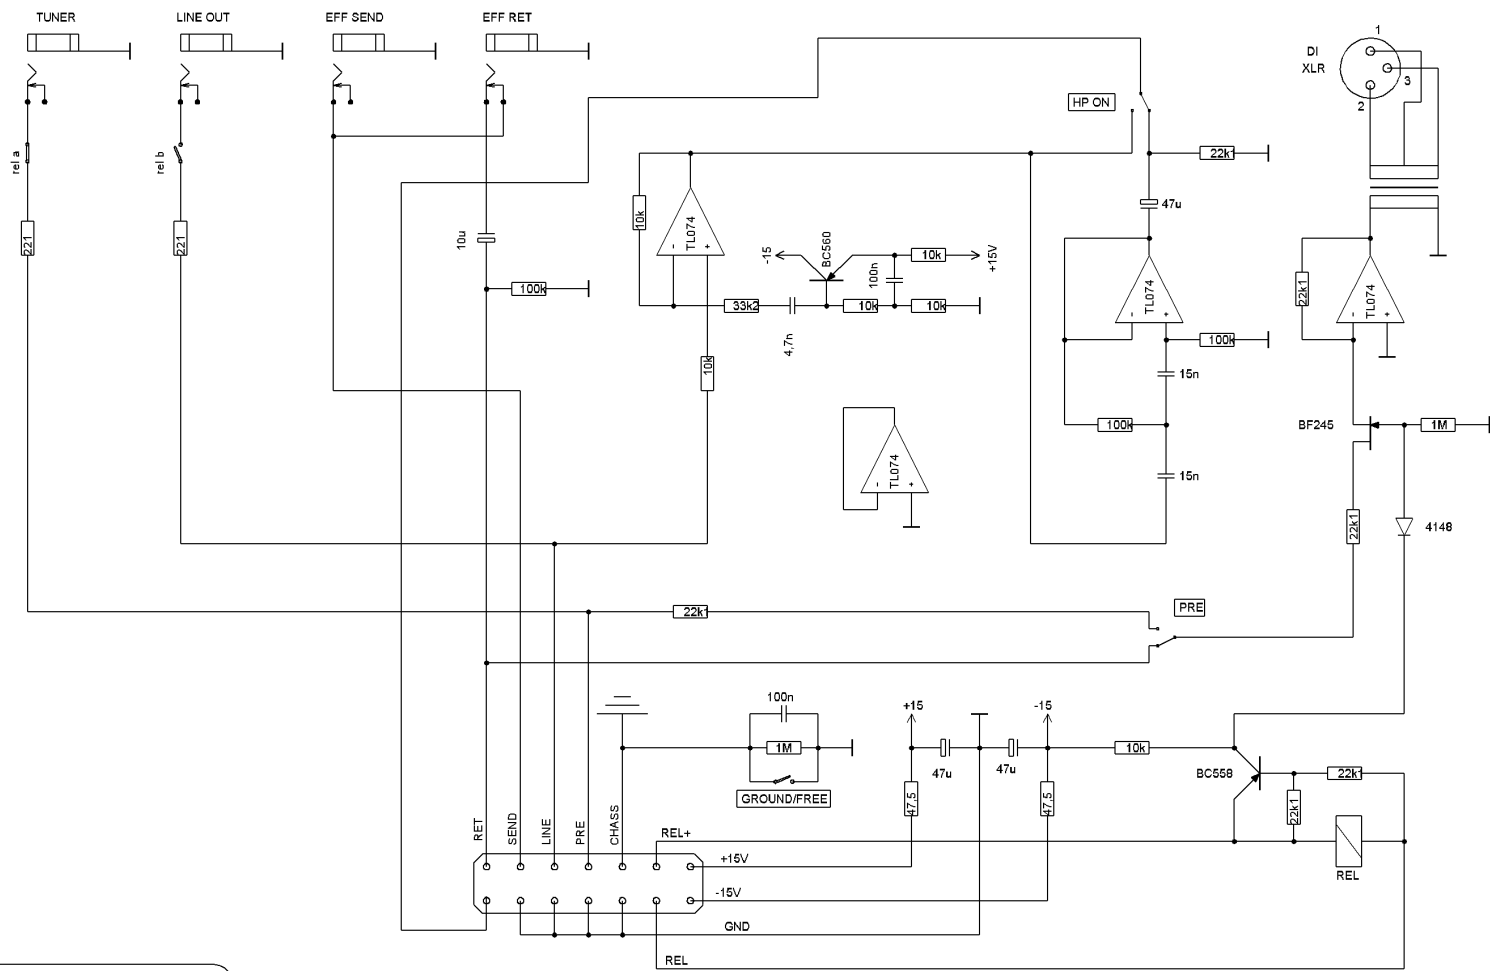 TUNER
LINE OUT
EFF SEND
EFF RET
DI
XLR
1
2
3
HP ON
rel a
rel b
221
221
10u
100k
10k
TL074
-
+
-15
BC560
10k
+15V
100n
33k2
4,7n
10k
10k
10k
22k1
47u
TL074
-
+
100k
15n
100k
15n
22k1
TL074
-
+
BF245
1M
22k1
4148
TL074
-
+
22k1
PRE
100n
1M
GROUND/FREE
+15
47u
47u
-15
47,5
47,5
10k
BC558
22k1
22k1
REL
RET
SEND
LINE
PRE
CHASS
REL+
+15V
-15V
GND
REL